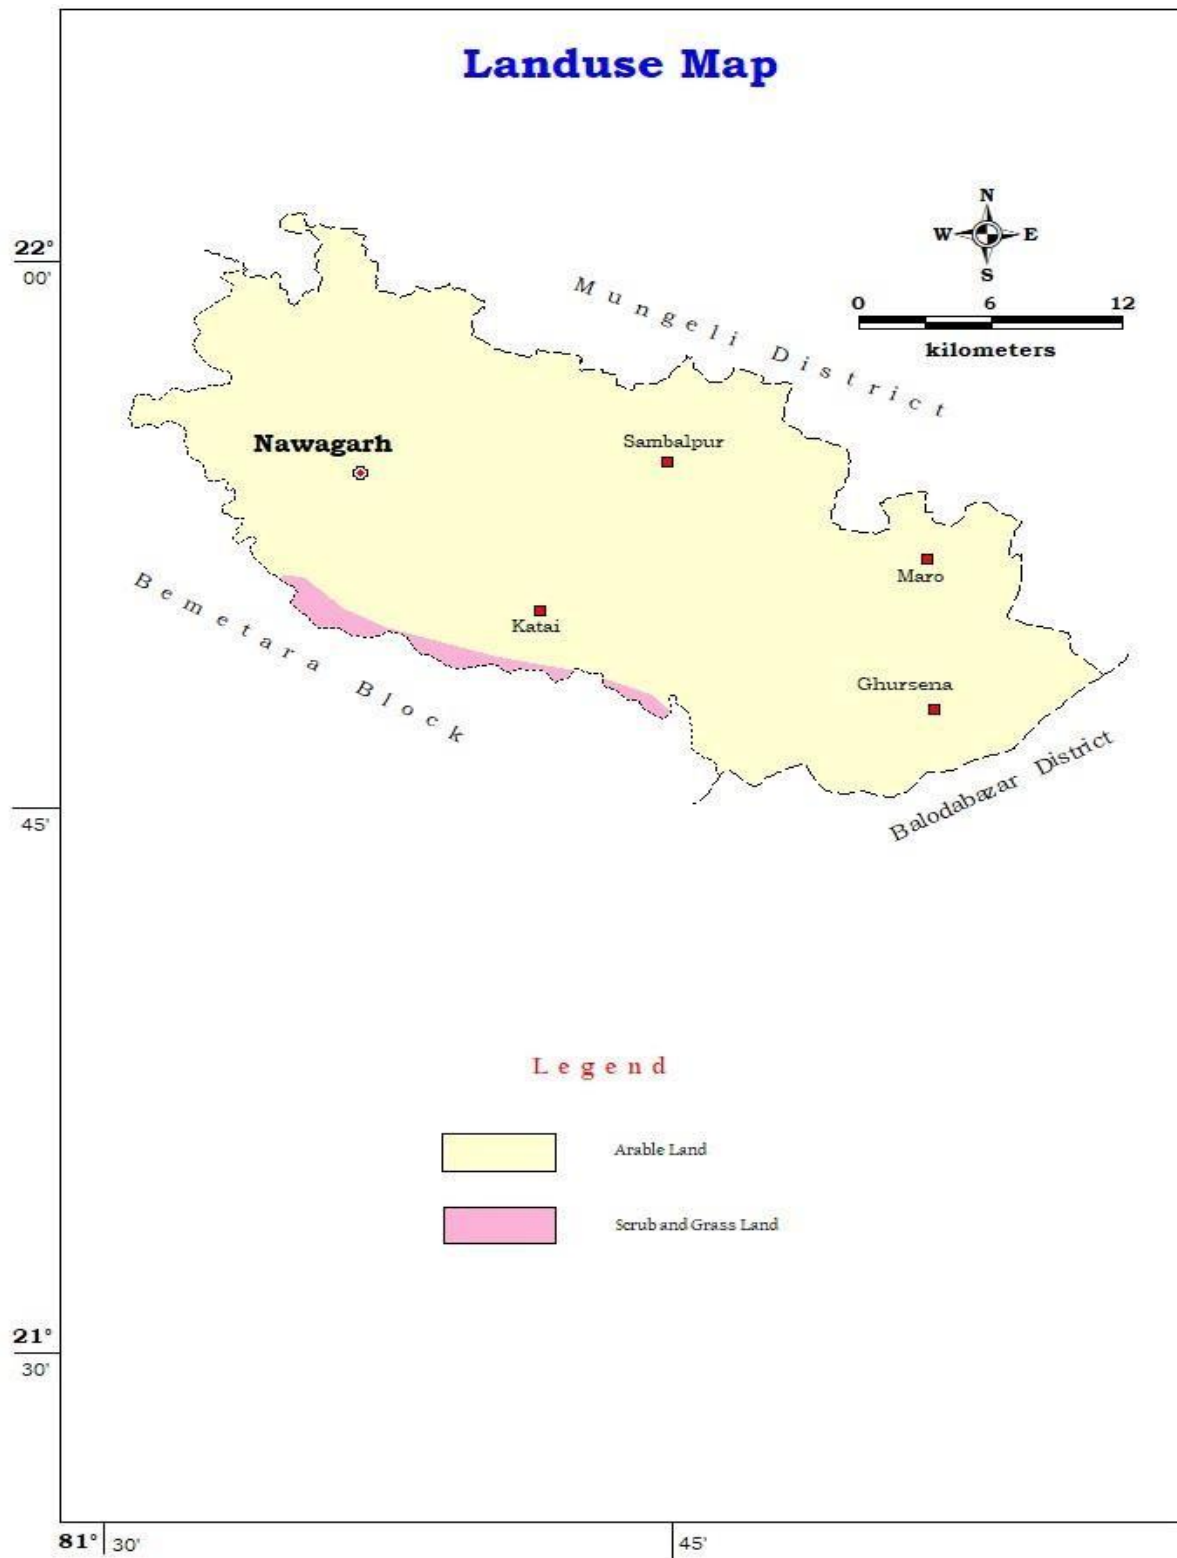 Landuse Map
N
W E
S
22°
00'
0 6 12
kilometers
Mungeli District
Nawagarh
Sambalpur
Maro
Katai
Bemetara Block
Ghursena
Balodabazar District
45'
Legend
Arable Land
Scrub and Grass Land
21°
30'
81° 30' 45'